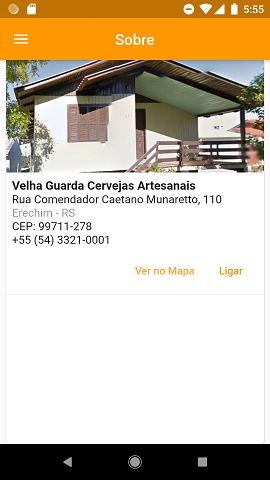 5:55
Sobre
Velha Guarda Cervejas Artesanais
Rua Comendador Caetano Munaretto, 110
Erechim - RS
CEP: 99711-278
+55 (54) 3321-0001
Ver no Mapa Ligar